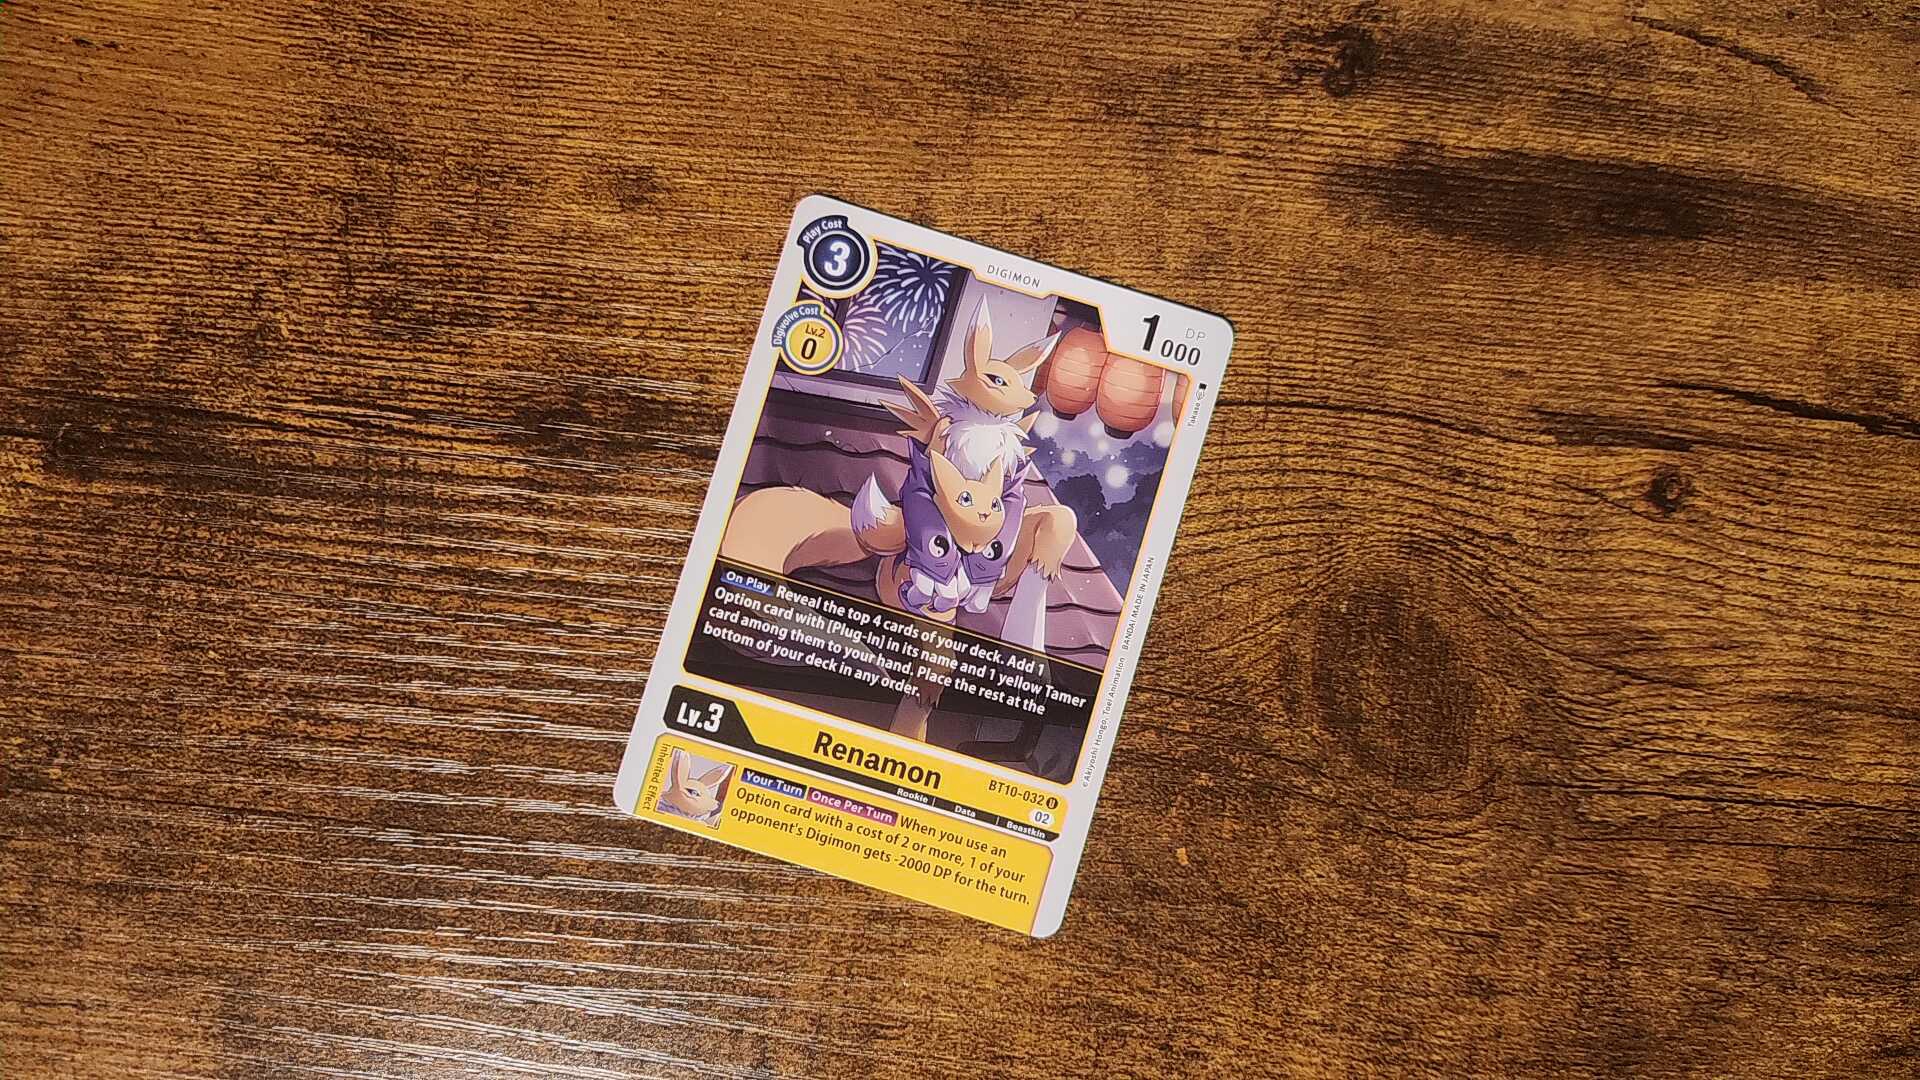 Play Cost
3
DIGIMON
1000
DP
Digivolve Cost
Lv.2
0
Takase
On Play Reveal the top 4 cards of your deck. Add 1
Option card with [Plug-In] in its name and 1 yellow Tamer
card among them to your hand. Place the rest at the
bottom of your deck in any order.
©Akiyoshi Hongo, Toei Animation BANDAI MADE IN JAPAN
Lv.3
Renamon
BT10-032 U
02
Rookie | Data | Beastkin
Inherited Effect
Your Turn Once Per Turn When you use an
Option card with a cost of 2 or more, 1 of your
opponent's Digimon gets -2000 DP for the turn.